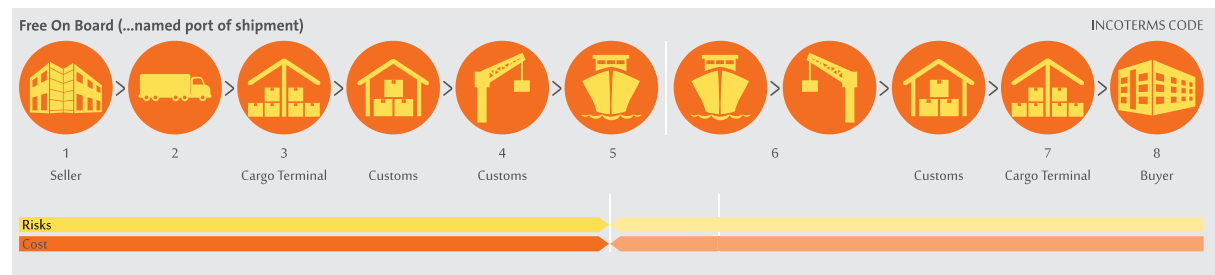 Free On Board (...named port of shipment)
INCOTERMS CODE
1
2
3
4
5
6
7
8
Seller
Cargo Terminal
Customs
Customs
Customs
Cargo Terminal
Buyer
Risks
Cost